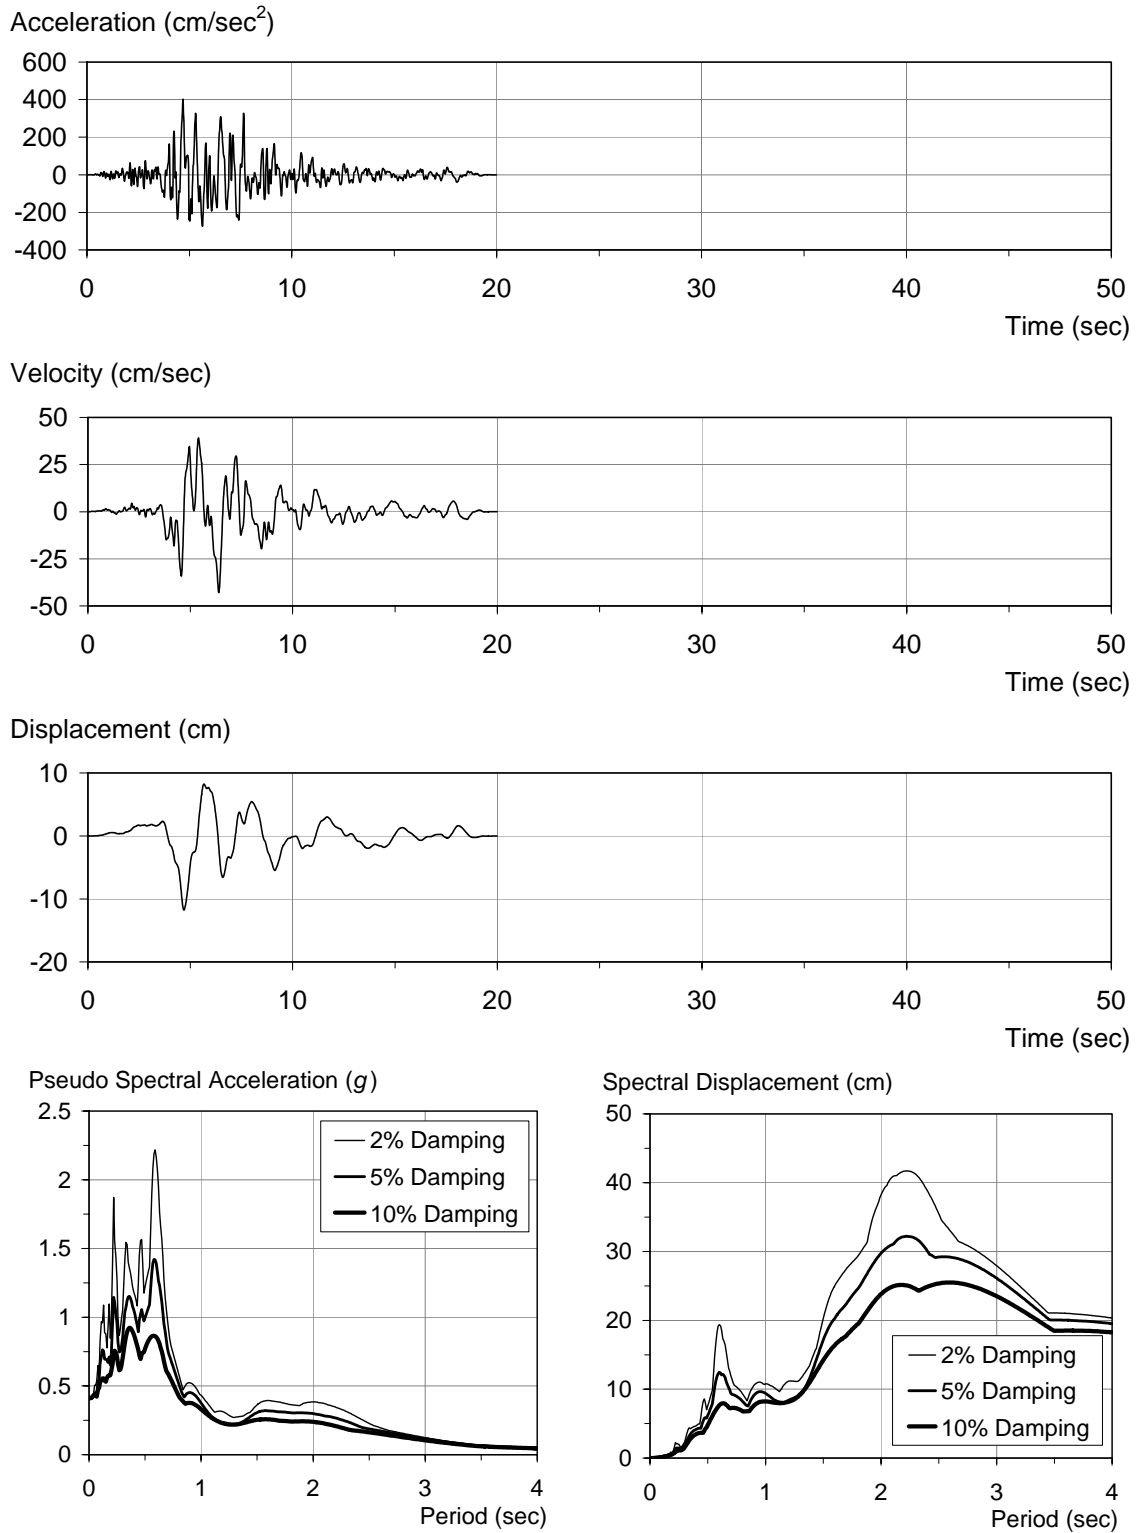 Acceleration (cm/sec²)
600
400
200
0
-200
-400
0 10 20 30 40 50
Time (sec)
Velocity (cm/sec)
50
25
0
-25
-50
0 10 20 30 40 50
Time (sec)
Displacement (cm)
10
0
-10
-20
0 10 20 30 40 50
Time (sec)
Pseudo Spectral Acceleration (g)
2.5
2
1.5
1
0.5
0
2% Damping
5% Damping
10% Damping
0 1 2 3 4
Period (sec)
Spectral Displacement (cm)
50
40
30
20
10
0
2% Damping
5% Damping
10% Damping
0 1 2 3 4
Period (sec)